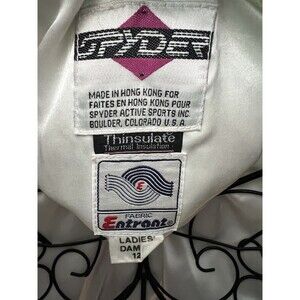 SPYDER
MADE IN HONG KONG FOR
FAITES EN HONG KONG POUR
SPYDER ACTIVE SPORTS INC.
BOULDER, COLORADO U.S.A.
Thinsulate
Thermal Insulation
E
FABRIC
Entrant
LADIES
DAM
12